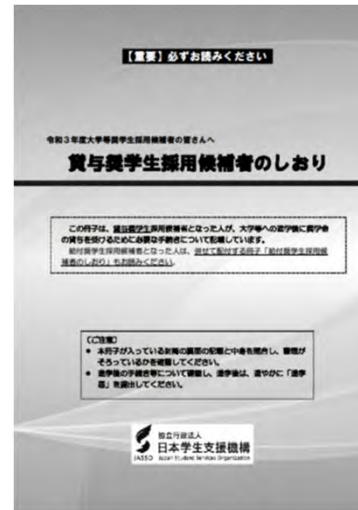 【重要】必ずお読みください
令和3年度大学等奨学生採用候補者の皆さんへ
貸与奨学生採用候補者のしおり
この冊子は、貸与奨学生採用候補者となった人が、大学等への進学後に奨学金
の貸与を受けるために必要な手続きについて記載しています。
給付奨学生採用候補者となった人は、併せて配付する冊子「給付奨学生採用候
補者のしおり」もお読みください。
(ご注意)
● 本冊子が入っている封筒の裏面の記載と中身を照合し、書類が
そろっているかを確認してください。
● 進学後の手続き等について確認し、進学後は、速やかに「進学
届」を提出してください。
JASSO
独立行政法人
日本学生支援機構
Japan Student Services Organization